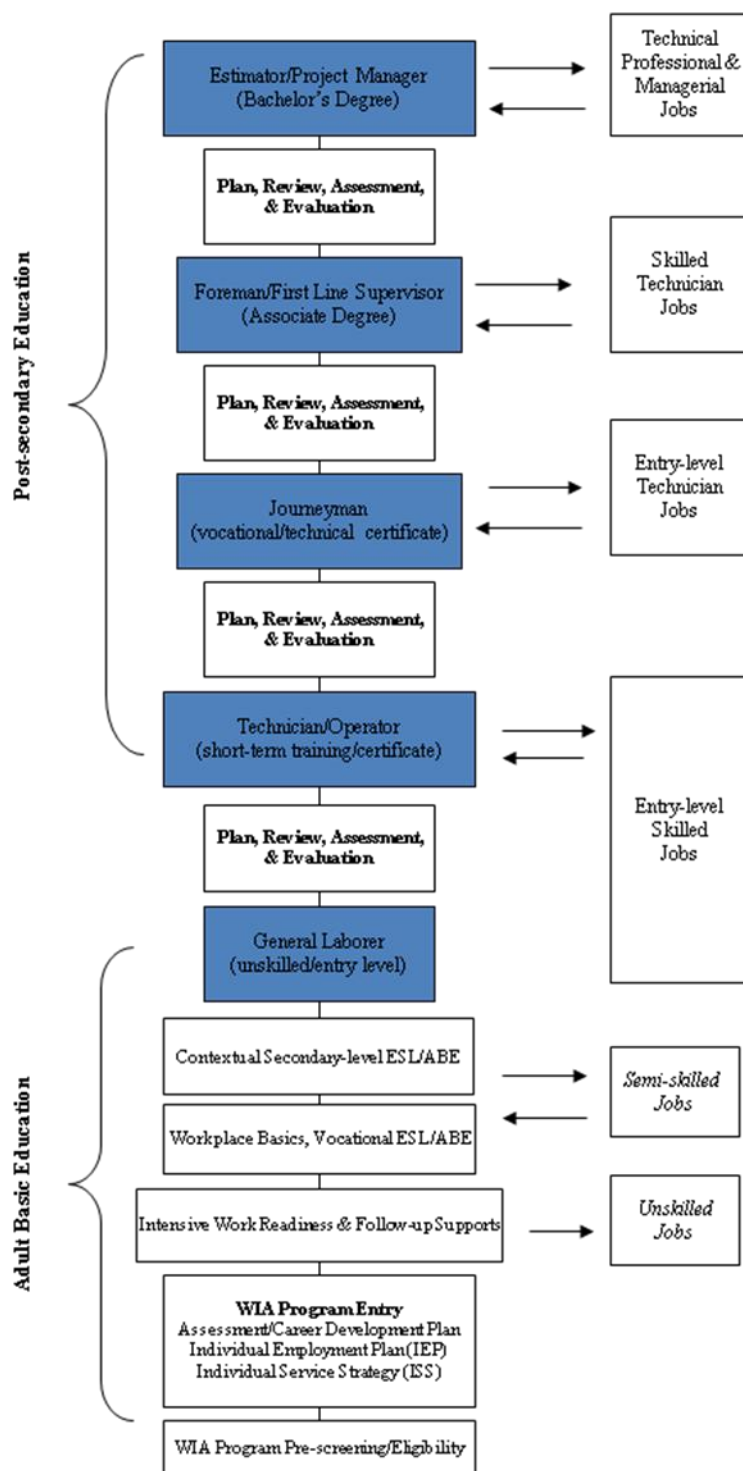 Estimator/Project Manager
(Bachelor's Degree)
Technical
Professional &
Managerial
Jobs
Plan, Review, Assessment,
& Evaluation
Foreman/First Line Supervisor
(Associate Degree)
Skilled
Technician
Jobs
Post-secondary Education
Plan, Review, Assessment,
& Evaluation
Journeyman
(vocational/technical certificate)
Entry-level
Technician
Jobs
Plan, Review, Assessment,
& Evaluation
Technician/Operator
(short-term training/certificate)
Entry-level
Skilled
Jobs
Plan, Review, Assessment,
& Evaluation
General Laborer
(unskilled/entry level)
Adult Basic Education
Contextual Secondary-level ESL/ABE
Semi-skilled
Jobs
Workplace Basics, Vocational ESL/ABE
Intensive Work Readiness & Follow-up Supports
Unskilled
Jobs
WIA Program Entry
Assessment/Career Development Plan
Individual Employment Plan (IEP)
Individual Service Strategy (ISS)
WIA Program Pre-screening/Eligibility